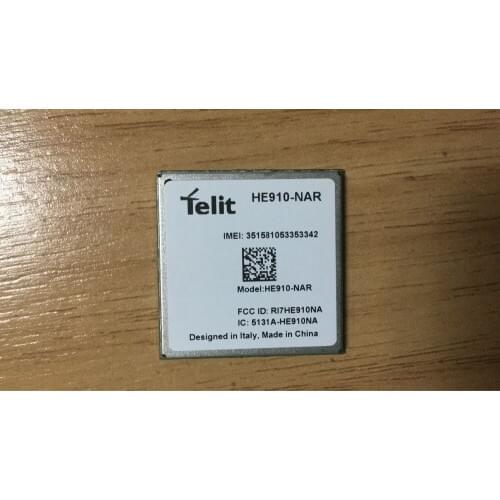 Telit HE910-NAR
IMEI: 351581053353342
Model:HE910-NAR
FCC ID: RI7HE910NA
IC: 5131A-HE910NA
Designed in Italy, Made in China